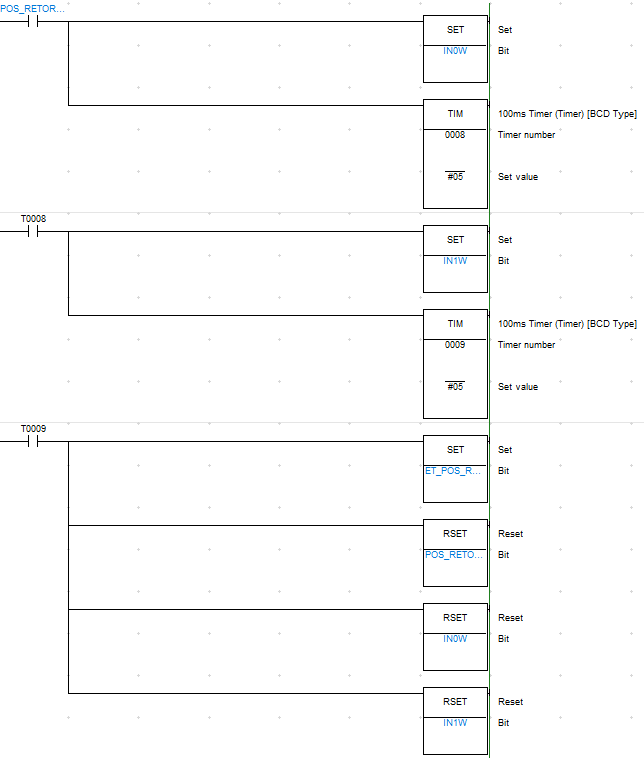 POS_RETOR...
SET Set
IN0W Bit
TIM 100ms Timer (Timer) [BCD Type]
0008 Timer number
#05 Set value
T0008
SET Set
IN1W Bit
TIM 100ms Timer (Timer) [BCD Type]
0009 Timer number
#05 Set value
T0009
SET Set
ET_POS_R... Bit
RSET Reset
POS_RETO... Bit
RSET Reset
IN0W Bit
RSET Reset
IN1W Bit